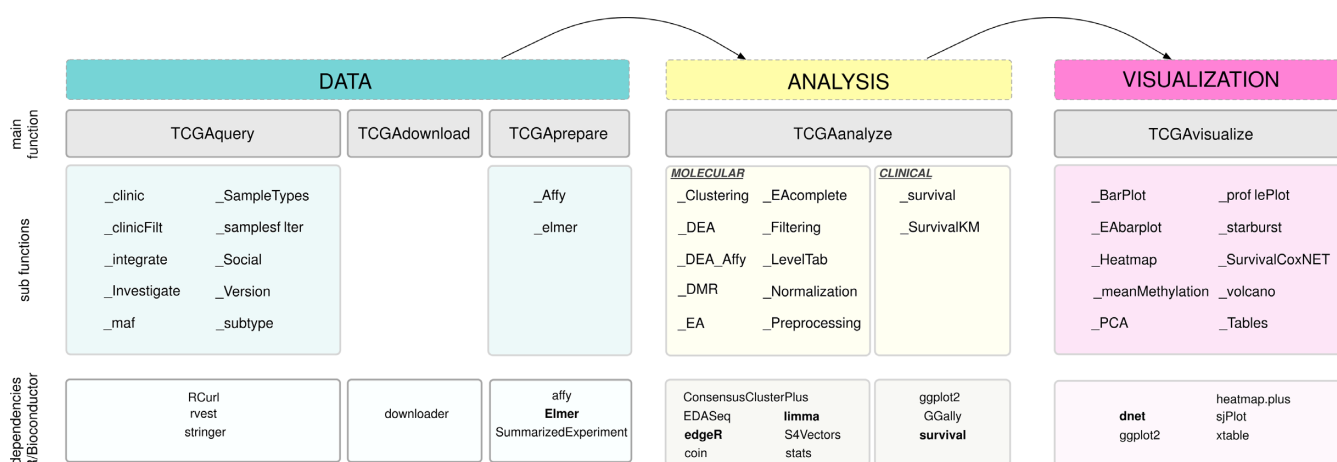 DATA
ANALYSIS
VISUALIZATION
main
function
TCGAquery
TCGAdownload
TCGAprepare
TCGAanalyze
TCGAvisualize
sub functions
_clinic
_SampleTypes
_clinicFilt
_samplesf lter
_integrate
_Social
_Investigate
_Version
_maf
_subtype
_Affy
_elmer
MOLECULAR
_Clustering
_EAcomplete
_DEA
_Filtering
_DEA_Affy
_LevelTab
_DMR
_Normalization
_EA
_Preprocessing
CLINICAL
_survival
_SurvivalKM
_BarPlot
_prof lePlot
_EAbarplot
_starburst
_Heatmap
_SurvivalCoxNET
_meanMethylation
_volcano
_PCA
_Tables
dependencies
t/Bioconductor
RCurl
rvest
stringer
downloader
affy
Elmer
SummarizedExperiment
ConsensusClusterPlus
EDASeq
limma
edgeR
S4Vectors
coin
stats
ggplot2
GGally
survival
heatmap.plus
dnet
sjPlot
ggplot2
xtable